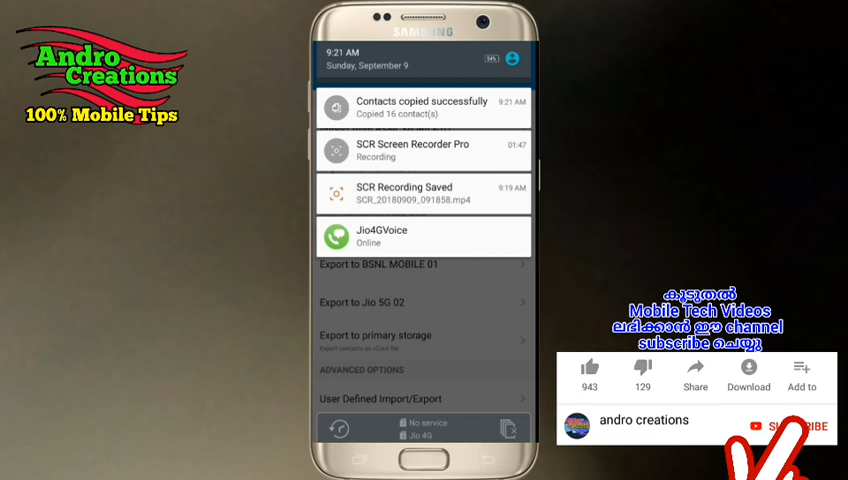 Andro
Creations
100% Mobile Tips
SAMSUNG
9:21 AM
Sunday, September 9
54%
Contacts copied successfully 9:21 AM
Copied 16 contact(s)
SCR Screen Recorder Pro 01:47
Recording
SCR Recording Saved 9:19 AM
SCR_20180909_091858.mp4
Jio4GVoice
Online
Export to BSNL MOBILE 01
Export to Jio 5G 02
Export to primary storage
Export contacts as vCard file
ADVANCED OPTIONS
User Defined Import/Export
No service
Jio 4G
കൂടുതൽ
Mobile Tech Videos
ലഭിക്കാൻ ഈ channel
subscribe ചെയ്യു
943 129 Share Download Add to
andro creations